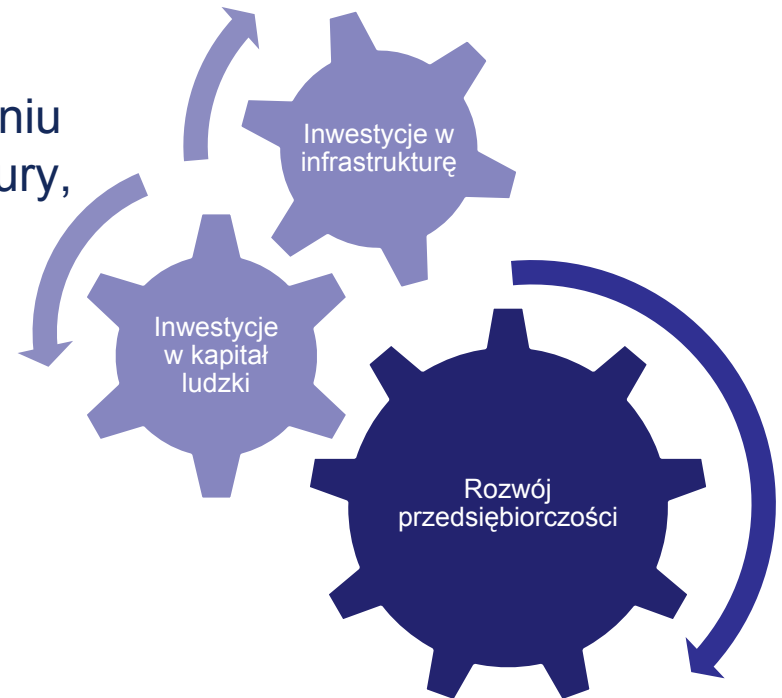 niu
ury,
Inwestycje w
infrastrukturę
Inwestycje
w kapitał
ludzki
Rozwój
przedsiębiorczości